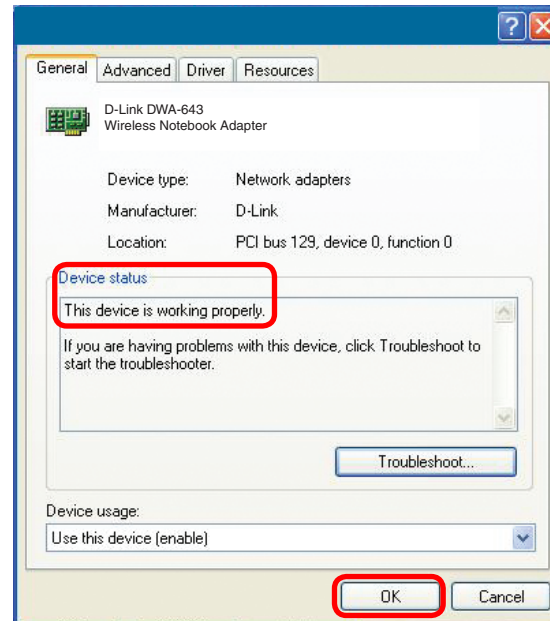 ?
General Advanced Driver Resources
D-Link DWA-643
Wireless Notebook Adapter
Device type: Network adapters
Manufacturer: D-Link
Location: PCI bus 129, device 0, function 0
Device status
This device is working properly.
If you are having problems with this device, click Troubleshoot to
start the troubleshooter.
Troubleshoot...
Device usage:
Use this device (enable)
OK Cancel